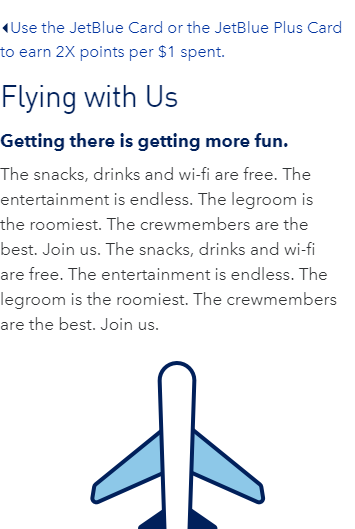 Use the JetBlue Card or the JetBlue Plus Card
to earn 2X points per $1 spent.
Flying with Us
Getting there is getting more fun.
The snacks, drinks and wi-fi are free. The
entertainment is endless. The legroom is
the roomiest. The crewmembers are the
best. Join us. The snacks, drinks and wi-fi
are free. The entertainment is endless. The
legroom is the roomiest. The crewmembers
are the best. Join us.